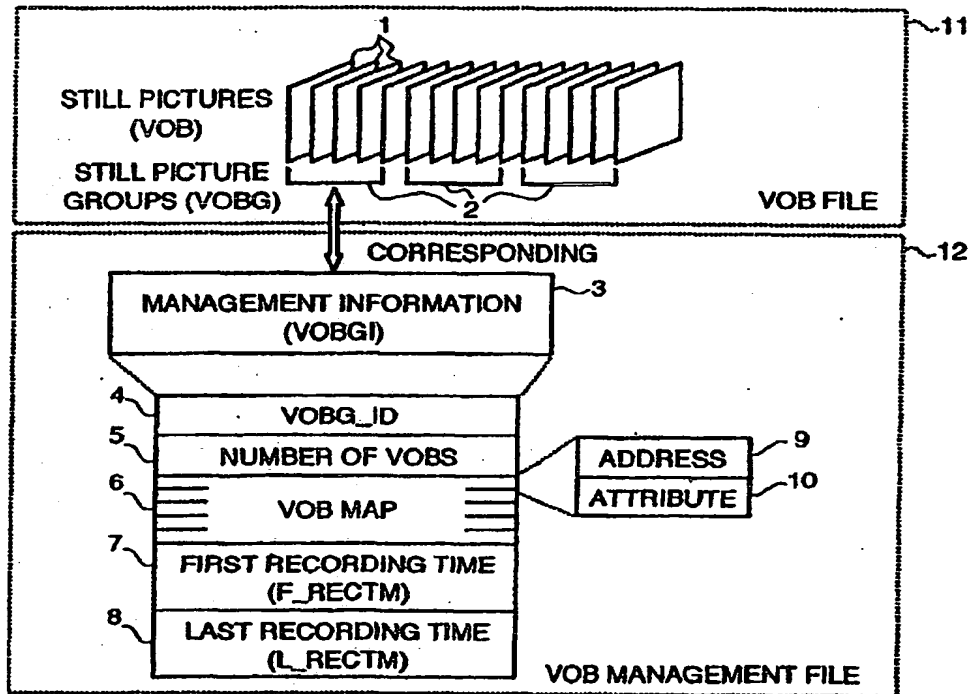 11
1
STILL PICTURES
(VOB)
STILL PICTURE
GROUPS (VOBG)
2
VOB FILE
12
CORRESPONDING
3
MANAGEMENT INFORMATION
(VOBGI)
4
VOBG_ID
5
NUMBER OF VOBS
9
ADDRESS
6
VOB MAP
10
ATTRIBUTE
7
FIRST RECORDING TIME
(F_RECTM)
8
LAST RECORDING TIME
(L_RECTM)
VOB MANAGEMENT FILE